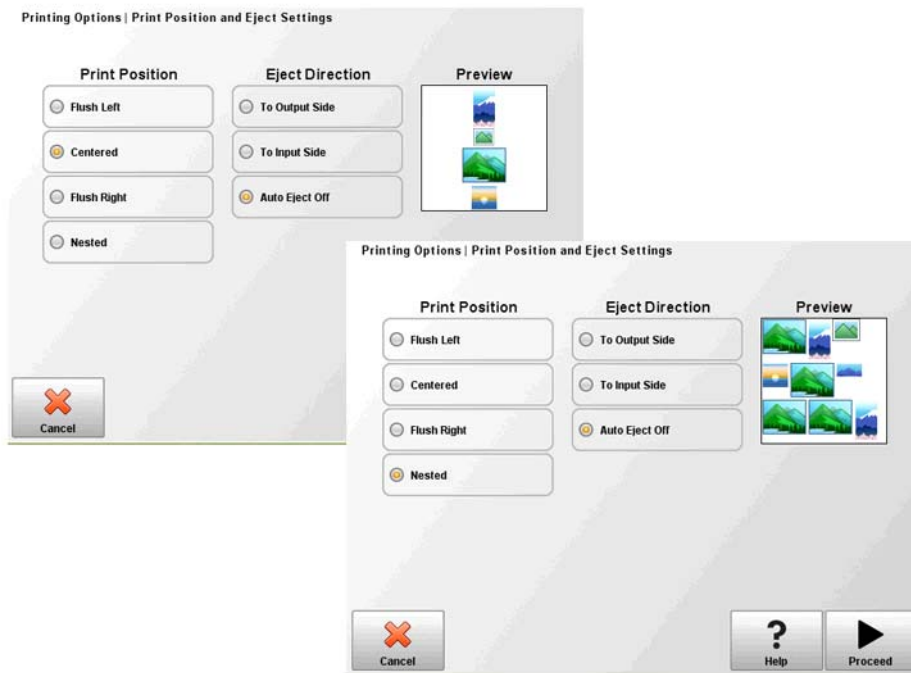 Printing Options | Print Position and Eject Settings
Print Position
Eject Direction
Preview
Flush Left
To Output Side
Centered
To Input Side
Flush Right
Auto Eject Off
Nested
Cancel
Printing Options | Print Position and Eject Settings
Print Position
Eject Direction
Preview
Flush Left
To Output Side
Centered
To Input Side
Flush Right
Auto Eject Off
Nested
Cancel
?
Help
Proceed